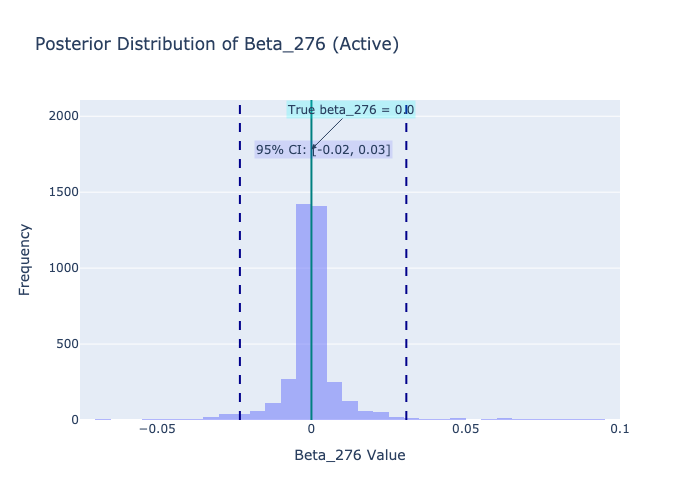 Posterior Distribution of Beta_276 (Active)
2000
True beta_276 = 0.0
95% CI: [-0.02, 0.03]
1500
1000
500
0
Frequency
−0.05
0
0.05
0.1
Beta_276 Value